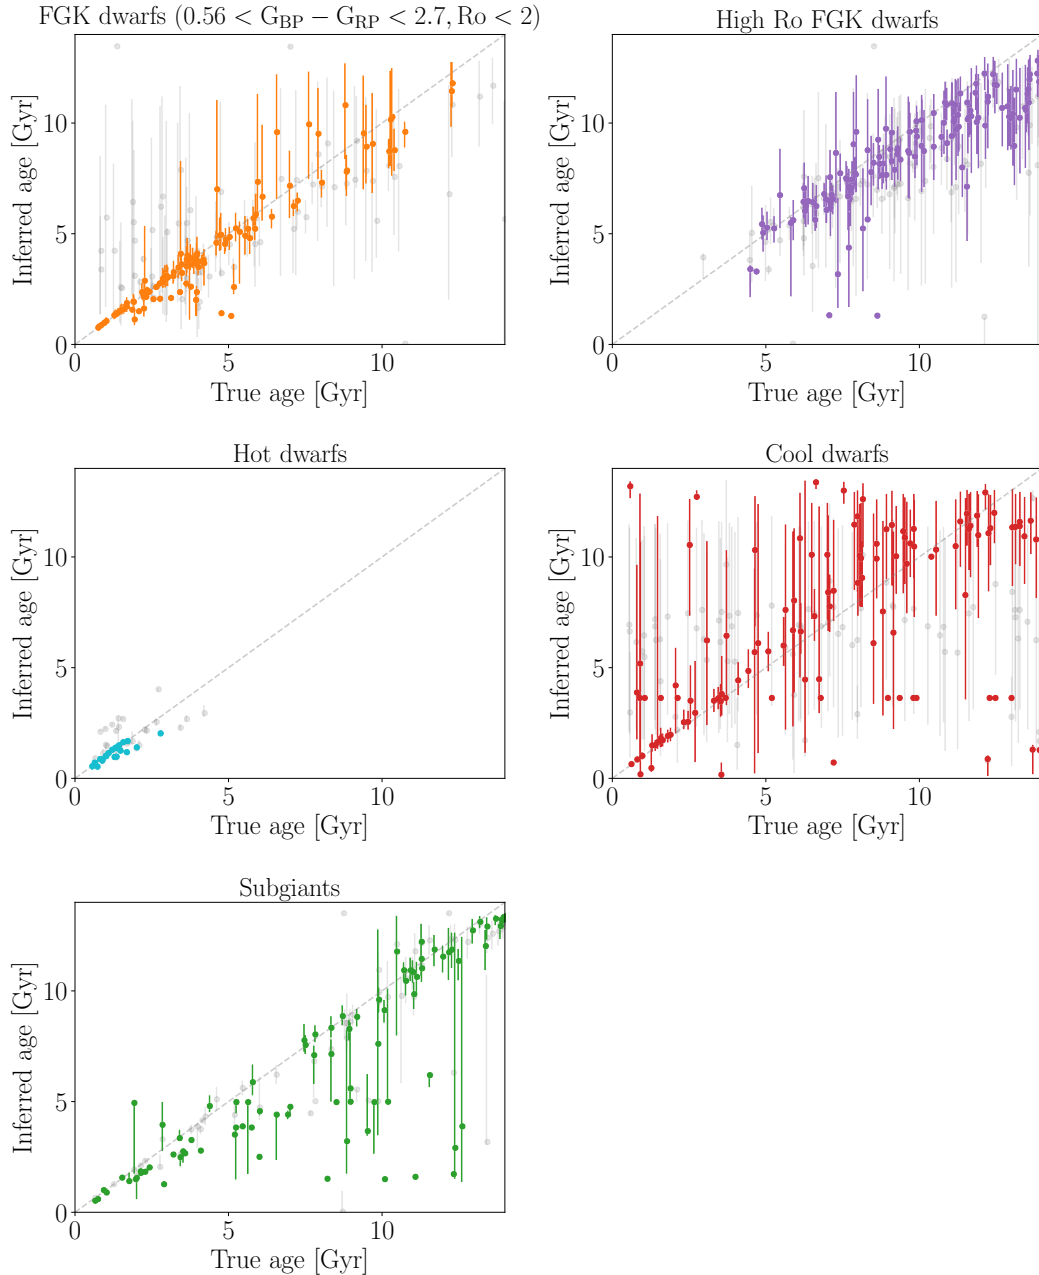 FGK dwarfs (0.56 < G_BP − G_RP < 2.7, Ro < 2)
High Ro FGK dwarfs
Inferred age [Gyr]
10
5
0
0
5
10
True age [Gyr]
Inferred age [Gyr]
10
5
0
0
5
10
True age [Gyr]
Hot dwarfs
Cool dwarfs
Inferred age [Gyr]
10
5
0
0
5
10
True age [Gyr]
Inferred age [Gyr]
10
5
0
0
5
10
True age [Gyr]
Subgiants
Inferred age [Gyr]
10
5
0
0
5
10
True age [Gyr]